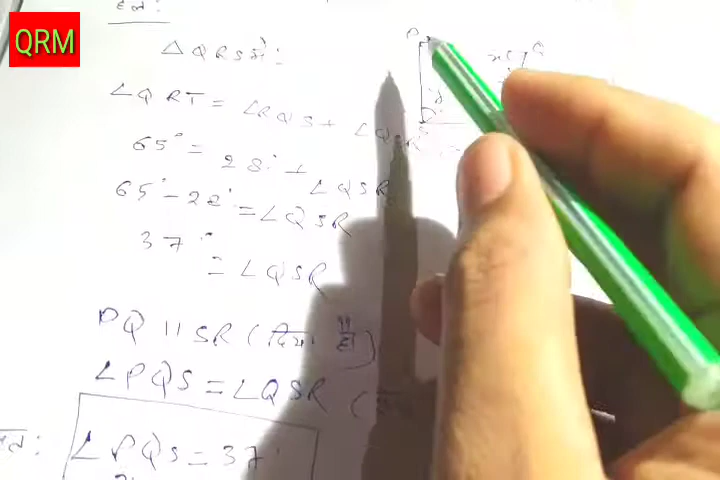 QRM
हल:
△ QRS में:
∠QRT = ∠RQS + ∠QSR
65° = 28° + ∠QSR
65° - 28° = ∠QSR
37° = ∠QSR
PQ || SR (दिया है)
∠PQS = ∠QSR (
∠PQS = 37°
P
x
Q
y